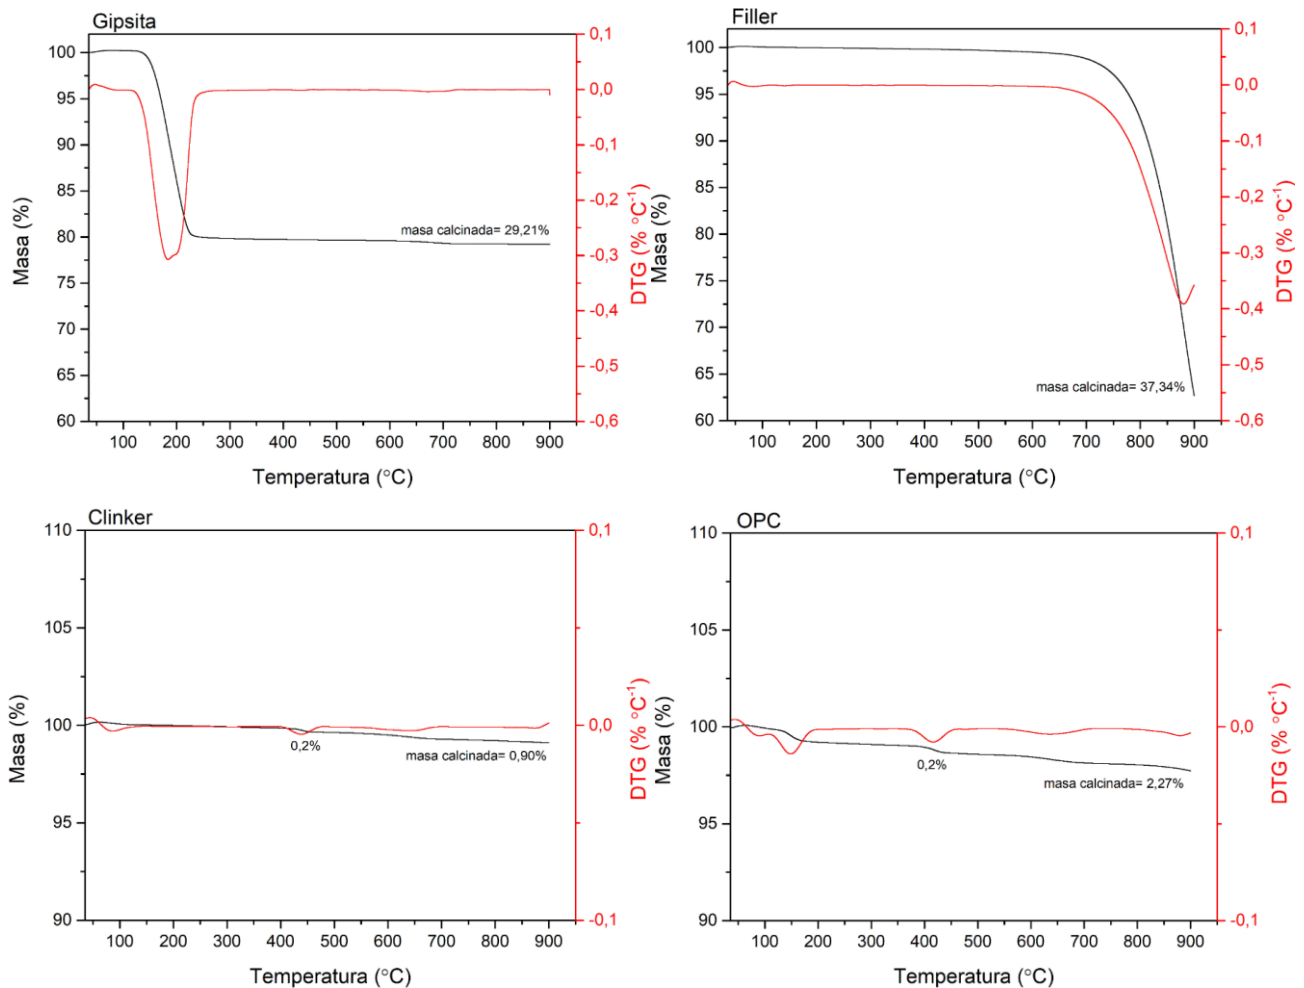 Gipsita
100
95
90
85
80
75
70
65
60
Masa (%)
0,1
0,0
-0,1
-0,2
-0,3
-0,4
-0,5
-0,6
DTG (% °C-1)
masa calcinada= 29,21%
100 200 300 400 500 600 700 800 900
Temperatura (°C)
Filler
100
95
90
85
80
75
70
65
60
Masa (%)
0,1
0,0
-0,1
-0,2
-0,3
-0,4
-0,5
-0,6
DTG (% °C-1)
masa calcinada= 37,34%
100 200 300 400 500 600 700 800 900
Temperatura (°C)
Clinker
110
105
100
95
90
Masa (%)
0,1
0,0
-0,1
DTG (% °C-1)
0,2%
masa calcinada= 0,90%
100 200 300 400 500 600 700 800 900
Temperatura (°C)
OPC
110
105
100
95
90
Masa (%)
0,1
0,0
-0,1
DTG (% °C-1)
0,2%
masa calcinada= 2,27%
100 200 300 400 500 600 700 800 900
Temperatura (°C)